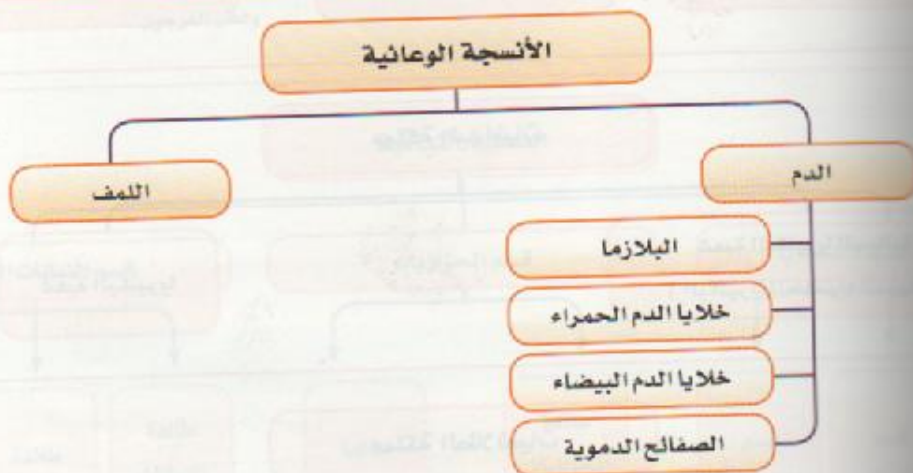 الأنسجة الوعائية
الدم
اللمف
البلازما
خلايا الدم الحمراء
خلايا الدم البيضاء
الصفائح الدموية